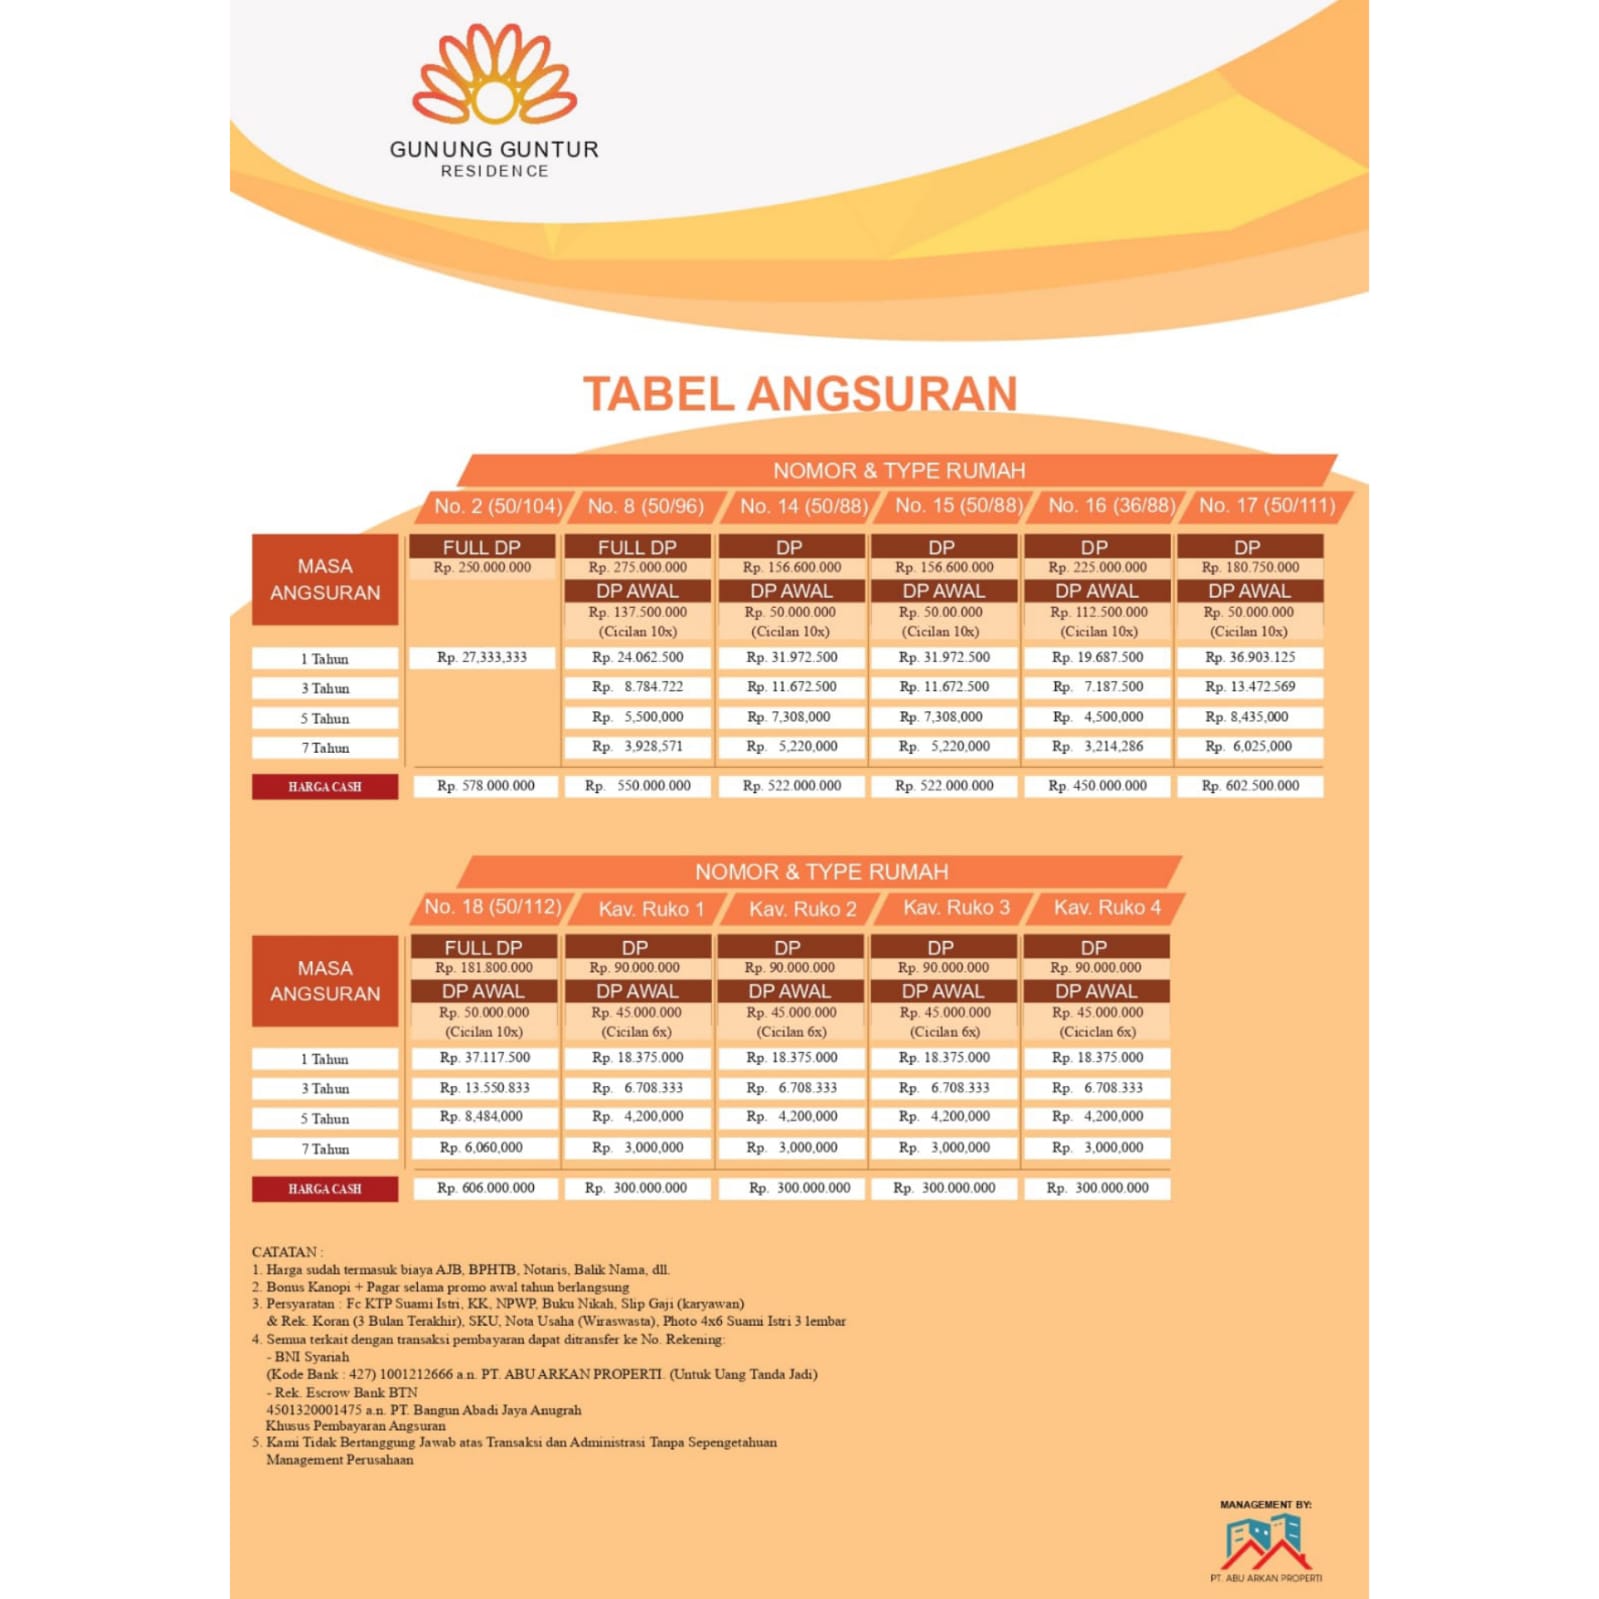 GUNUNG GUNTUR
RESIDENCE
TABEL ANGSURAN
NOMOR & TYPE RUMAH
No. 2 (50/104) No. 8 (50/96) No. 14 (50/88) No. 15 (50/88) No. 16 (36/88) No. 17 (50/111)
MASA ANGSURAN
FULL DP FULL DP DP DP DP DP
Rp. 250.000.000 Rp. 275.000.000 Rp. 156.600.000 Rp. 156.600.000 Rp. 225.000.000 Rp. 180.750.000
DP AWAL DP AWAL DP AWAL DP AWAL DP AWAL
Rp. 137.500.000 Rp. 50.000.000 Rp. 50.00.000 Rp. 112.500.000 Rp. 50.000.000
(Cicilan 10x) (Cicilan 10x) (Cicilan 10x) (Cicilan 10x) (Cicilan 10x)
1 Tahun Rp. 27,333,333 Rp. 24.062.500 Rp. 31.972.500 Rp. 31.972.500 Rp. 19.687.500 Rp. 36.903.125
3 Tahun Rp. 8.784.722 Rp. 11.672.500 Rp. 11.672.500 Rp. 7.187.500 Rp. 13.472.569
5 Tahun Rp. 5,500,000 Rp. 7,308,000 Rp. 7,308,000 Rp. 4,500,000 Rp. 8,435,000
7 Tahun Rp. 3,928,571 Rp. 5,220,000 Rp. 5,220,000 Rp. 3,214,286 Rp. 6,025,000
HARGA CASH Rp. 578.000.000 Rp. 550.000.000 Rp. 522.000.000 Rp. 522.000.000 Rp. 450.000.000 Rp. 602.500.000
NOMOR & TYPE RUMAH
No. 18 (50/112) Kav. Ruko 1 Kav. Ruko 2 Kav. Ruko 3 Kav. Ruko 4
MASA ANGSURAN
FULL DP DP DP DP DP
Rp. 181.800.000 Rp. 90.000.000 Rp. 90.000.000 Rp. 90.000.000 Rp. 90.000.000
DP AWAL DP AWAL DP AWAL DP AWAL DP AWAL
Rp. 50.000.000 Rp. 45.000.000 Rp. 45.000.000 Rp. 45.000.000 Rp. 45.000.000
(Cicilan 10x) (Cicilan 6x) (Cicilan 6x) (Cicilan 6x) (Ciciclan 6x)
1 Tahun Rp. 37.117.500 Rp. 18.375.000 Rp. 18.375.000 Rp. 18.375.000 Rp. 18.375.000
3 Tahun Rp. 13.550.833 Rp. 6.708.333 Rp. 6.708.333 Rp. 6.708.333 Rp. 6.708.333
5 Tahun Rp. 8,484,000 Rp. 4,200,000 Rp. 4,200,000 Rp. 4,200,000 Rp. 4,200,000
7 Tahun Rp. 6,060,000 Rp. 3,000,000 Rp. 3,000,000 Rp. 3,000,000 Rp. 3,000,000
HARGA CASH Rp. 606.000.000 Rp. 300.000.000 Rp. 300.000.000 Rp. 300.000.000 Rp. 300.000.000
CATATAN :
1. Harga sudah termasuk biaya AJB, BPHTB, Notaris, Balik Nama, dll.
2. Bonus Kanopi + Pagar selama promo awal tahun berlangsung
3. Persyaratan : Fc KTP Suami Istri, KK, NPWP, Buku Nikah, Slip Gaji (karyawan)
& Rek. Koran (3 Bulan Terakhir), SKU, Nota Usaha (Wiraswasta), Photo 4x6 Suami Istri 3 lembar
4. Semua terkait dengan transaksi pembayaran dapat ditransfer ke No. Rekening:
- BNI Syariah
(Kode Bank : 427) 1001212666 a.n. PT. ABU ARKAN PROPERTI. (Untuk Uang Tanda Jadi)
- Rek. Escrow Bank BTN
4501320001475 a.n. PT. Bangun Abadi Jaya Anugrah
Khusus Pembayaran Angsuran
5. Kami Tidak Bertanggung Jawab atas Transaksi dan Administrasi Tanpa Sepengetahuan
Management Perusahaan
MANAGEMENT BY:
PT. ABU ARKAN PROPERTI